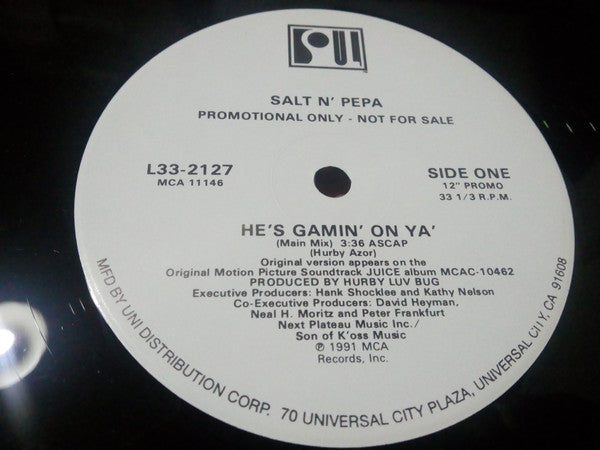 SOUL
SALT N' PEPA
PROMOTIONAL ONLY - NOT FOR SALE
L33-2127
MCA 11146
SIDE ONE
12" PROMO
33 1/3 R.P.M.
HE'S GAMIN' ON YA'
(Main Mix) 3:36 ASCAP
(Hurby Azor)
Original version appears on the
Original Motion Picture Soundtrack JUICE album MCAC-10462
PRODUCED BY HURBY LUV BUG
Executive Producers: Hank Shocklee and Kathy Nelson
Co-Executive Producers: David Heyman,
Neal H. Moritz and Peter Frankfurt
Next Plateau Music Inc./
Son of K'oss Music
℗ 1991 MCA
Records, Inc.
MFD BY UNI DISTRIBUTION CORP. 70 UNIVERSAL CITY PLAZA, UNIVERSAL CITY, CA 91608